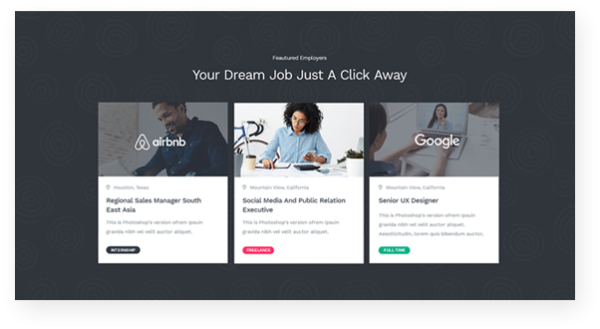 Feautured Employers
Your Dream Job Just A Click Away
airbnb
Houston, Texas
Regional Sales Manager South
East Asia
This is Photoshop's version ofrem ipsum
gravida nibh vel velit auctor aliquet.
INTERNSHIP
Mountain View, California
Social Media And Public Relation
Executive
This is Photoshop's version ofrem ipsum
gravida nibh vel velit auctor aliquet.
FREELANCE
Google
Mountain View, California
Senior UX Designer
This is Photoshop's version ofrem ipsum
gravida nibh vel velit auctor aliquet.
Aenesollicitudin, lorem quis bibendum auctor,
FULL TIME